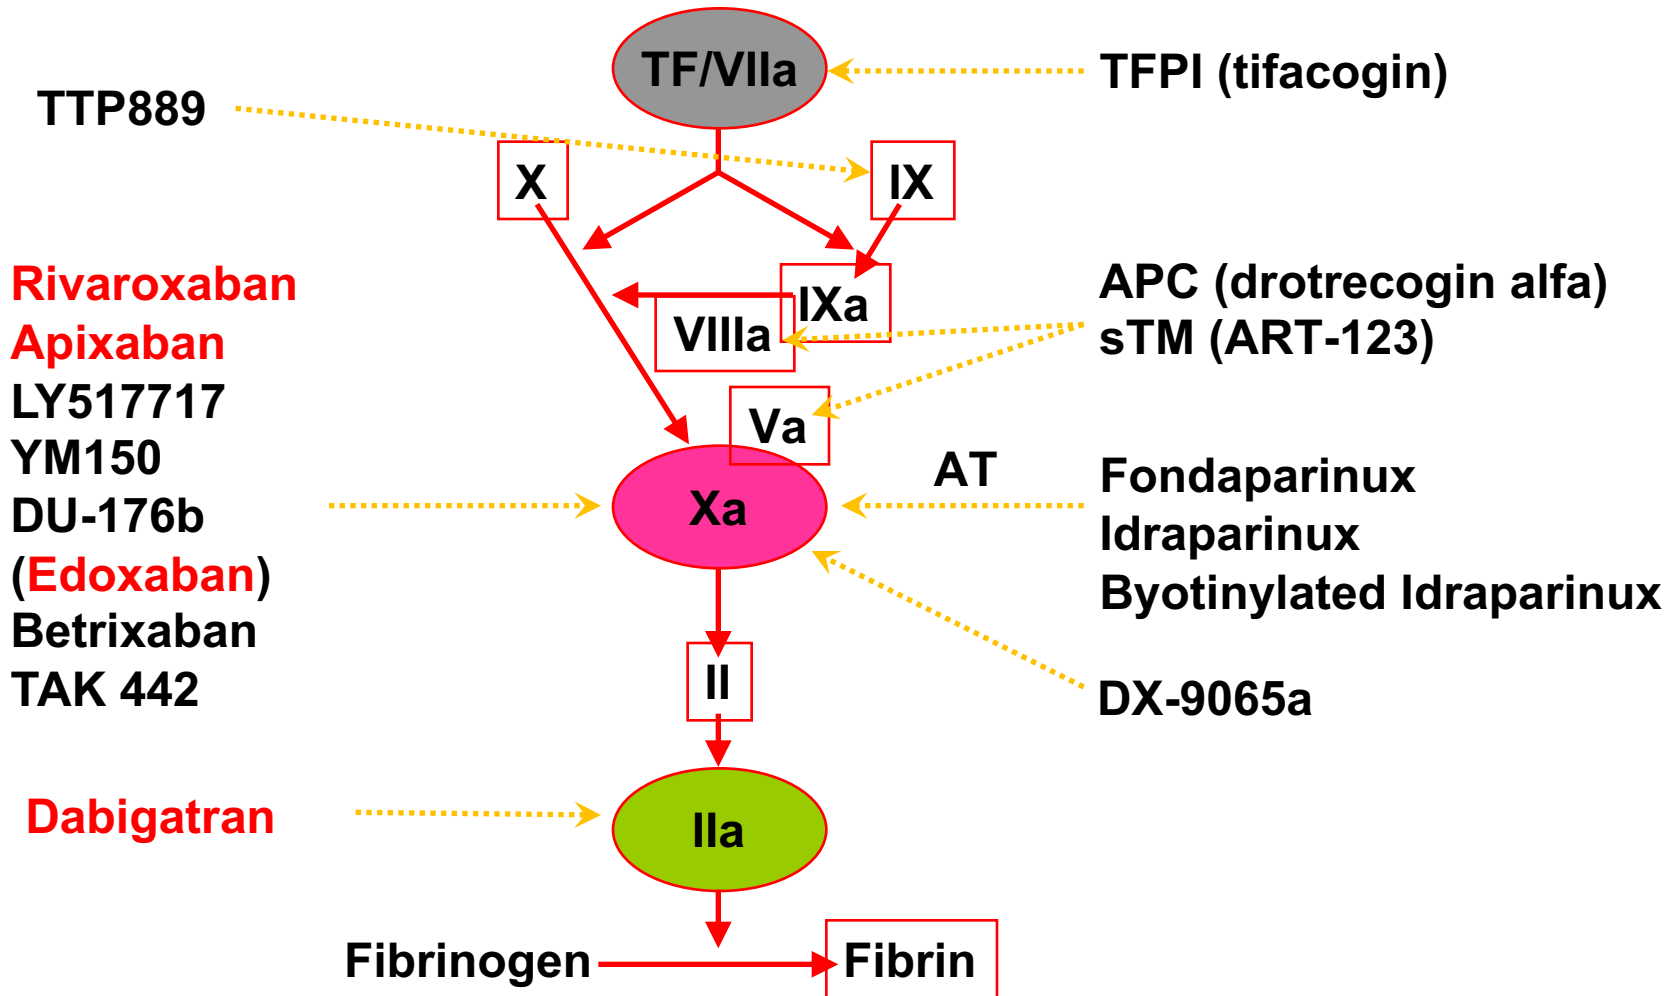 TF/VIIa
TFPI (tifacogin)
TTP889
X
IX
Rivaroxaban
Apixaban
LY517717
YM150
DU-176b
(Edoxaban)
Betrixaban
TAK 442
IXa
VIIIa
APC (drotrecogin alfa)
sTM (ART-123)
Va
Xa
AT
Fondaparinux
Idraparinux
Byotinylated Idraparinux
II
DX-9065a
Dabigatran
IIa
Fibrinogen
Fibrin